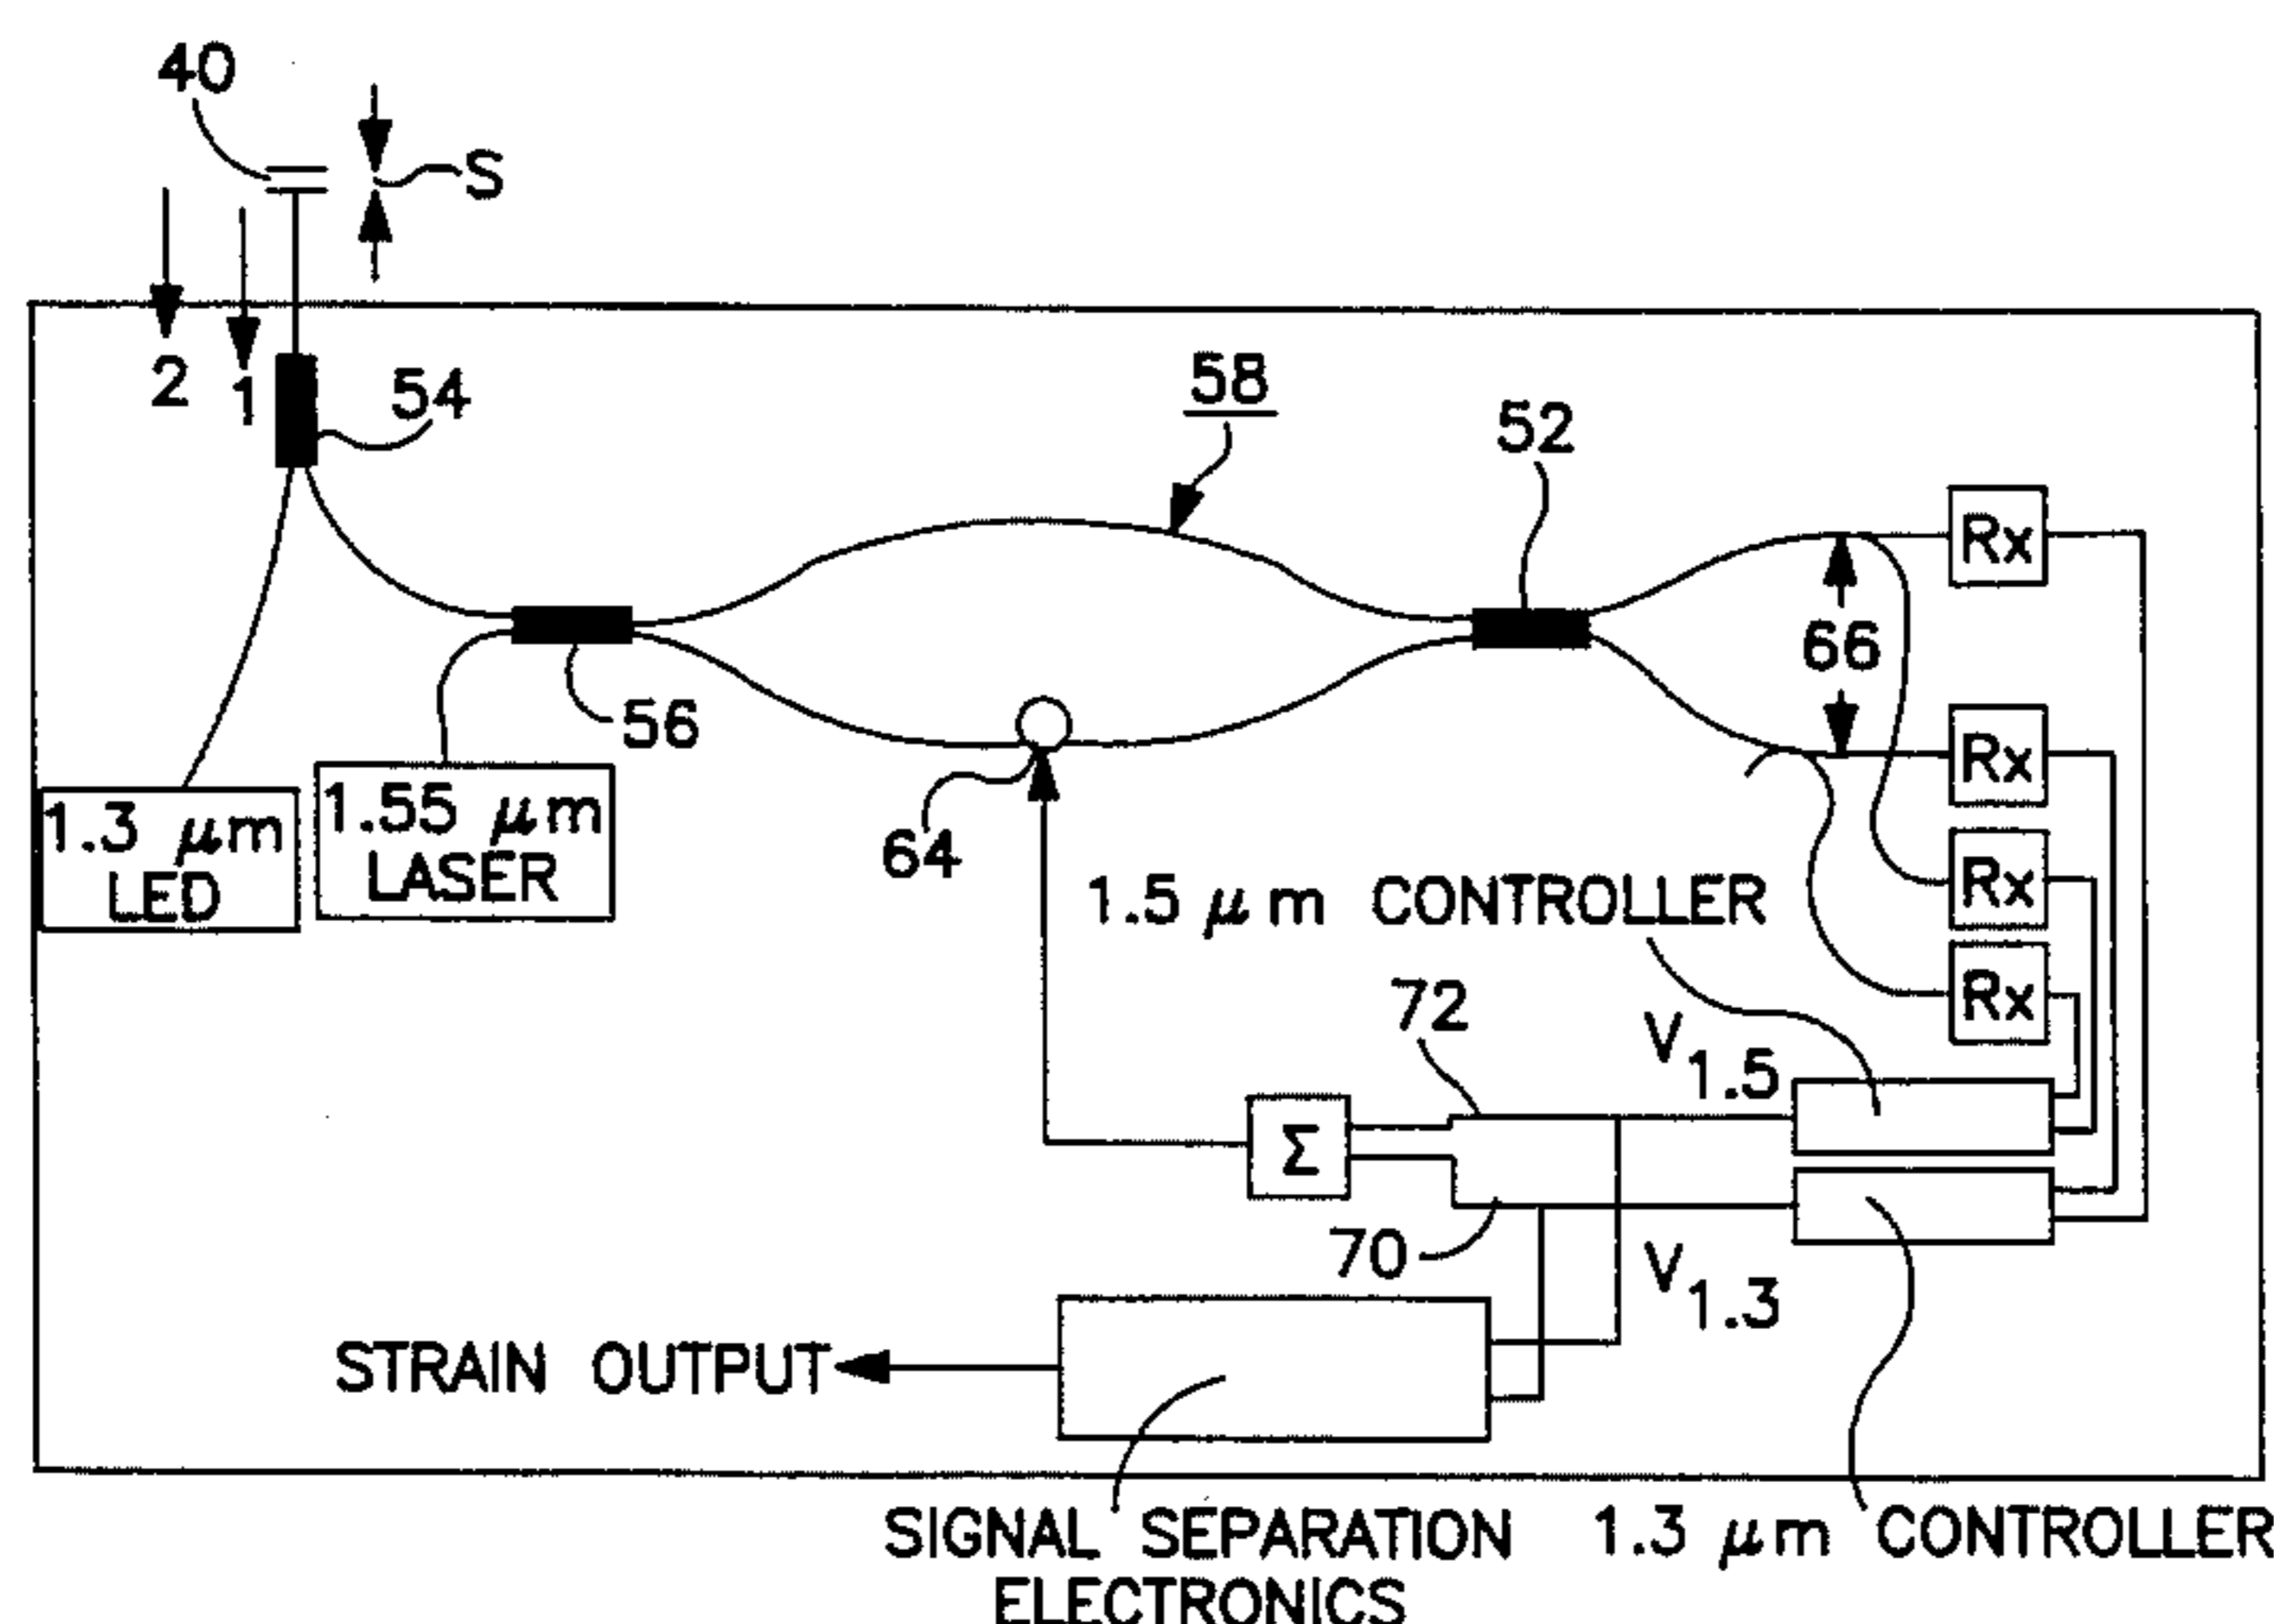 40
S
2
1
54
58
52
Rx
66
56
Rx
1.3 μm
LED
1.55 μm
LASER
64
Rx
1.5 μm CONTROLLER
Rx
72
V1.5
Σ
70
V1.3
STRAIN OUTPUT
SIGNAL SEPARATION
ELECTRONICS
1.3 μm CONTROLLER